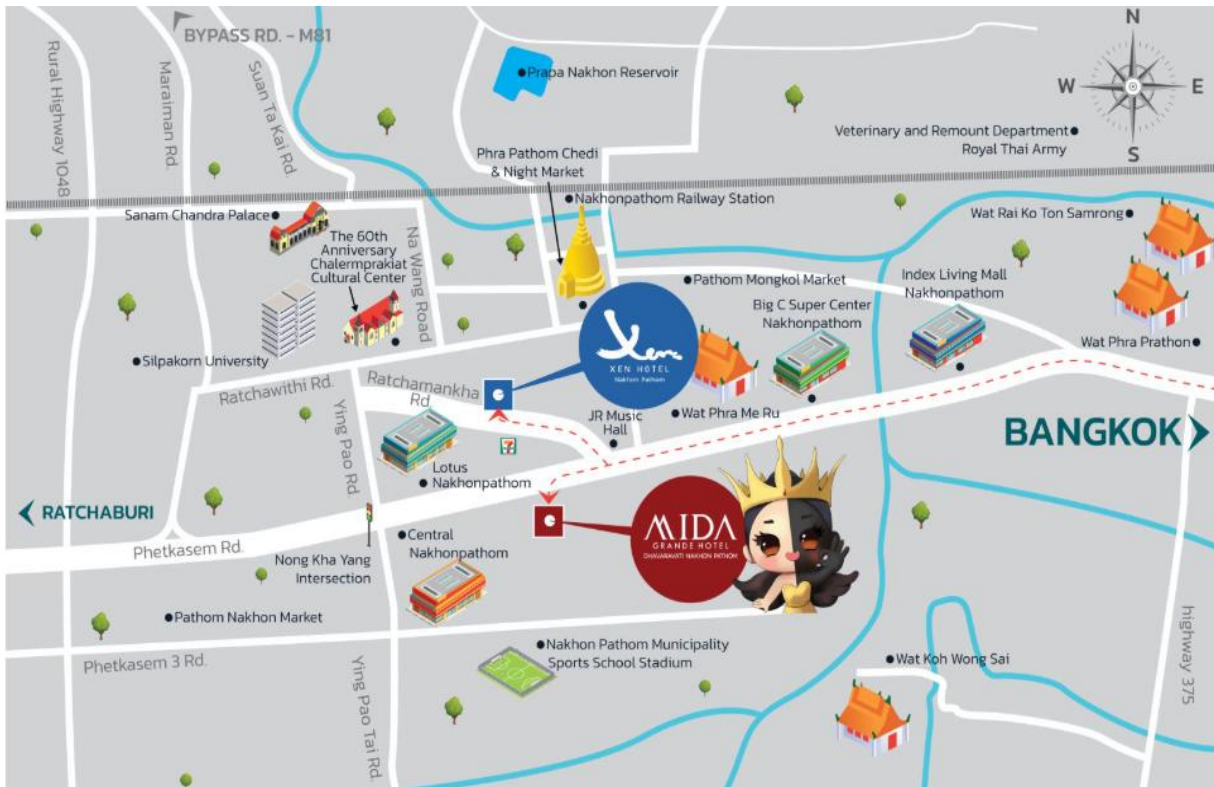 BYPASS RD. - M81
Rural Highway 1048
Maraiman Rd.
Suan Ta Kai Rd.
Prapa Nakhon Reservoir
N
W
E
S
Veterinary and Remount Department
Royal Thai Army
Phra Pathom Chedi
& Night Market
Nakhonpathom Railway Station
Sanam Chandra Palace
Wat Rai Ko Ton Samrong
The 60th
Anniversary
Chalermprakiat
Cultural Center
Na Wang Road
Pathom Mongkol Market
Index Living Mall
Nakhonpathom
Big C Super Center
Nakhonpathom
Xen
XEN HOTEL
Nakhon Pathom
Silpakorn University
Wat Phra Prathon
Ratchawithi Rd.
Ratchamankha
Rd.
Ying Pao Rd.
JR Music
Hall
Wat Phra Me Ru
BANGKOK
7
Lotus
Nakhonpathom
RATCHABURI
MIDA
GRANDE HOTEL
DHAVARAVATI NAKHON PATHOM
Phetkasem Rd.
Nong Kha Yang
Intersection
Central
Nakhonpathom
Pathom Nakhon Market
Phetkasem 3 Rd.
Nakhon Pathom Municipality
Sports School Stadium
Wat Koh Wong Sai
highway 375
Ying Pao Tai Rd.